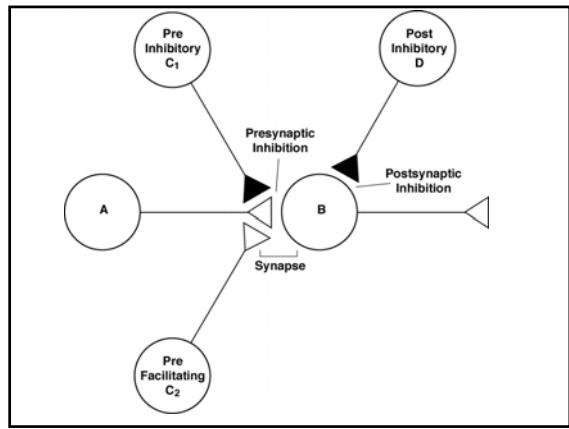 Pre
Inhibitory
C1
Post
Inhibitory
D
Presynaptic
Inhibition
Postsynaptic
Inhibition
A
B
Synapse
Pre
Facilitating
C2